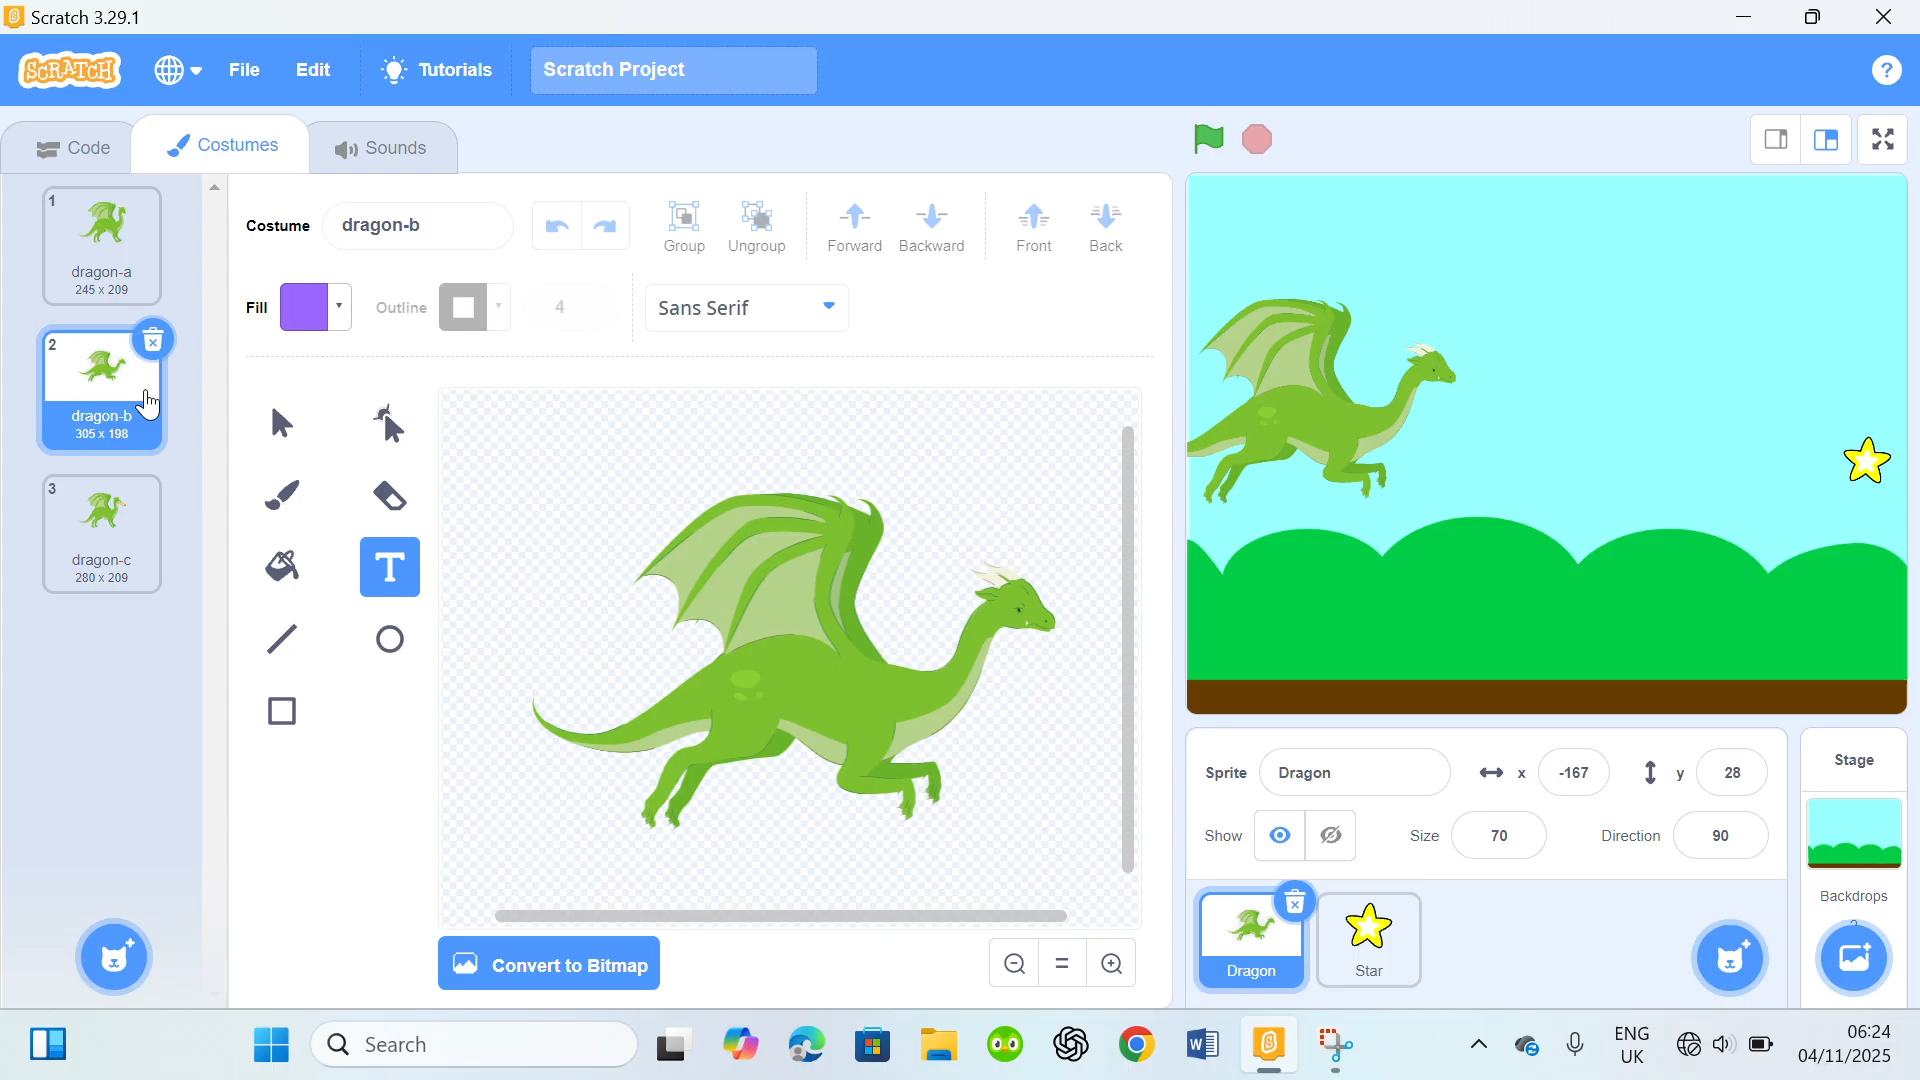 Scratch 3.29.1
SCRATCH File Edit Tutorials Scratch Project ?
Code Costumes Sounds
1
dragon-a
245 x 209
2
dragon-b
305 x 198
3
dragon-c
280 x 209
Costume dragon-b
Group Ungroup Forward Backward Front Back
Fill Outline 4 Sans Serif
T
Convert to Bitmap
Sprite Dragon x -167 y 28
Show Size 70 Direction 90
Dragon
Star
Stage
Backdrops
Search
ENG
UK
06:24
04/11/2025